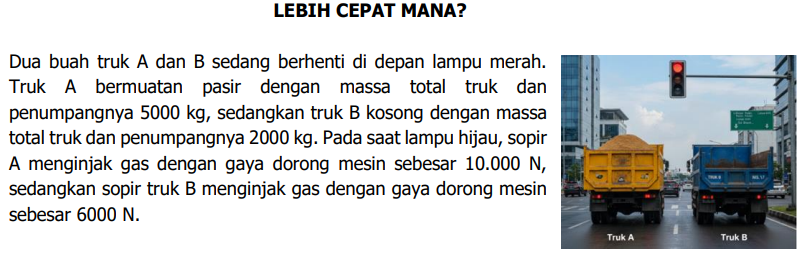 LEBIH CEPAT MANA?
Dua buah truk A dan B sedang berhenti di depan lampu merah.
Truk A bermuatan pasir dengan massa total truk dan
penumpangnya 5000 kg, sedangkan truk B kosong dengan massa
total truk dan penumpangnya 2000 kg. Pada saat lampu hijau, sopir
A menginjak gas dengan gaya dorong mesin sebesar 10.000 N,
sedangkan sopir truk B menginjak gas dengan gaya dorong mesin
sebesar 6000 N.
Truk A
Truk B